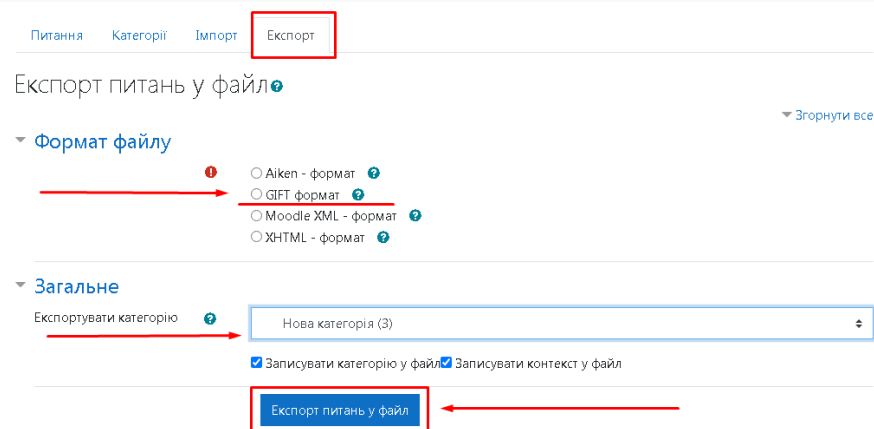 Питання Категорії Імпорт Експорт
Експорт питань у файл
Згорнути все
Формат файлу
Aiken - формат
GIFT формат
Moodle XML - формат
XHTML - формат
Загальне
Експортувати категорію
Нова категорія (3)
Записувати категорію у файл Записувати контекст у файл
Експорт питань у файл